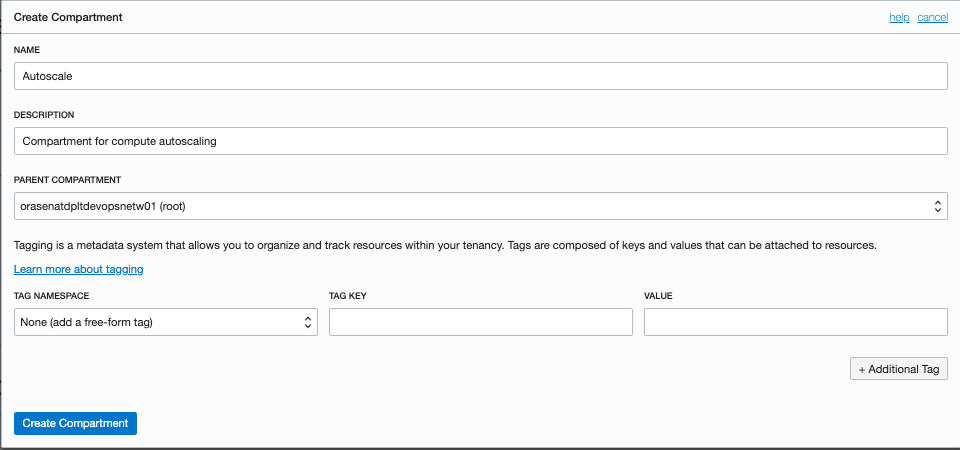 Create Compartment
help cancel
NAME
Autoscale
DESCRIPTION
Compartment for compute autoscaling
PARENT COMPARTMENT
orasenatdpltdevopsnetw01 (root)
Tagging is a metadata system that allows you to organize and track resources within your tenancy. Tags are composed of keys and values that can be attached to resources.
Learn more about tagging
TAG NAMESPACE
None (add a free-form tag)
TAG KEY
VALUE
+ Additional Tag
Create Compartment